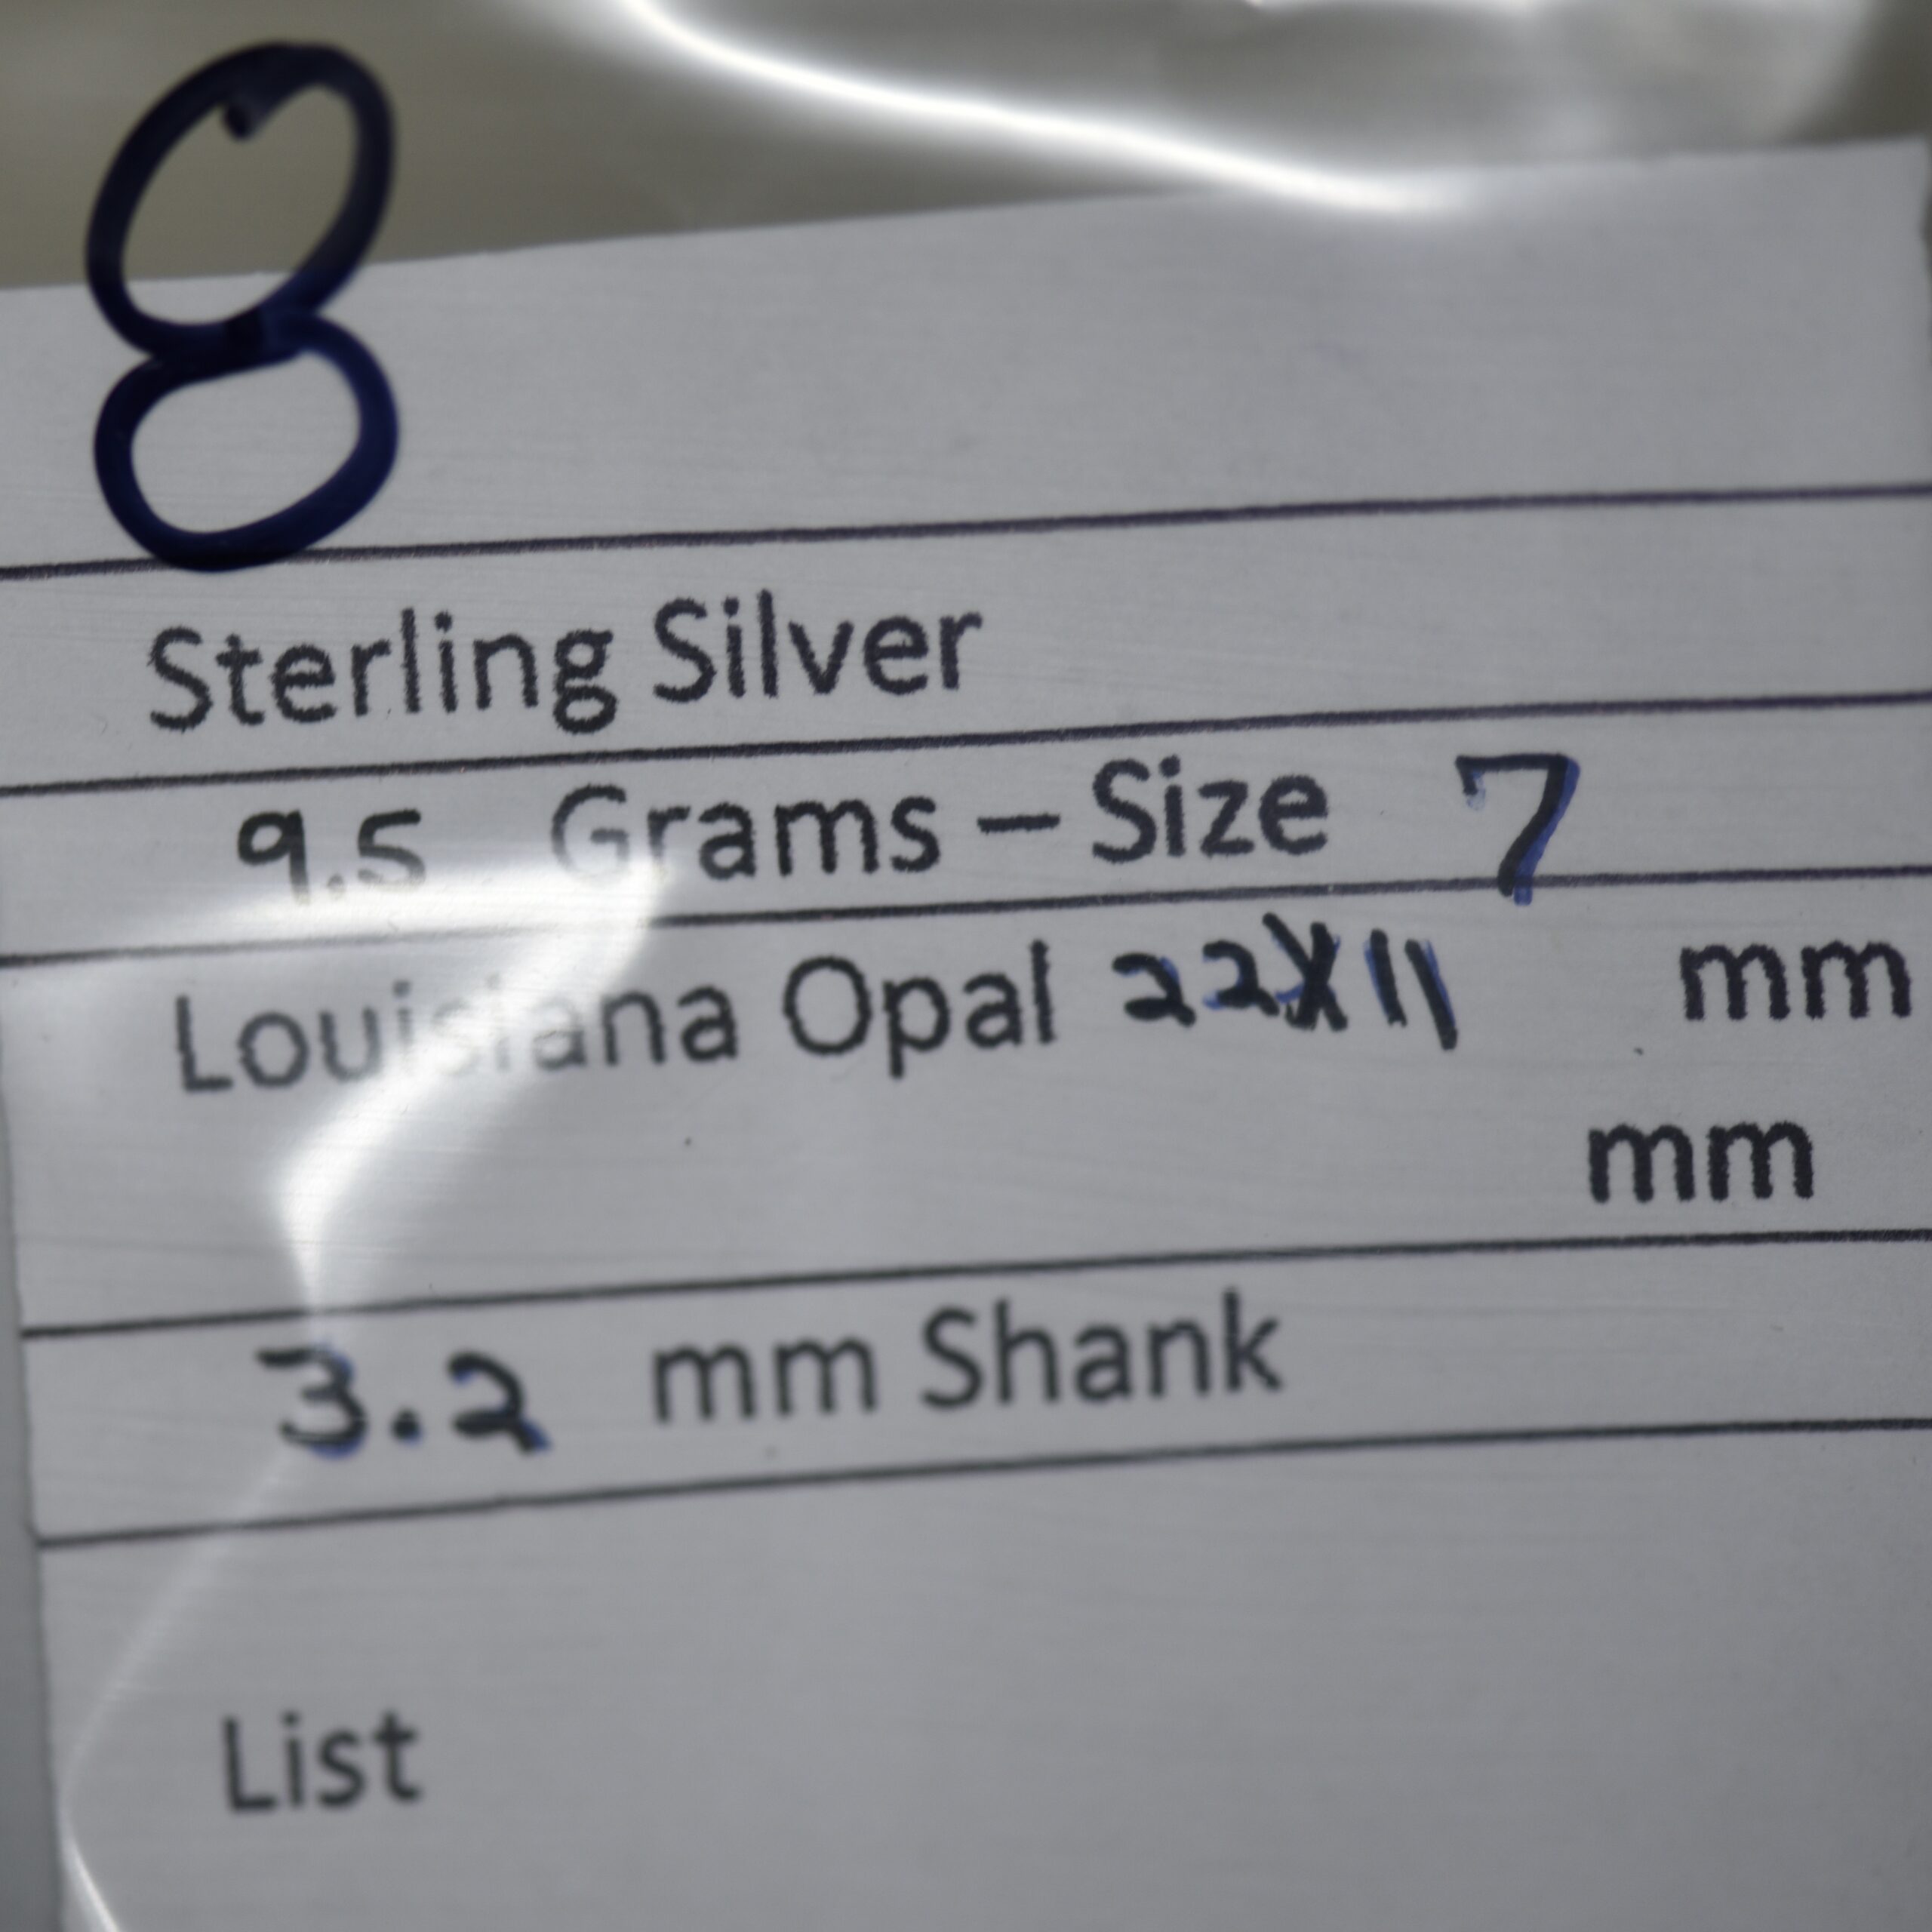 8
Sterling Silver
9.5 Grams – Size 7
Louisiana Opal 22X11 mm
mm
3.2 mm Shank
List